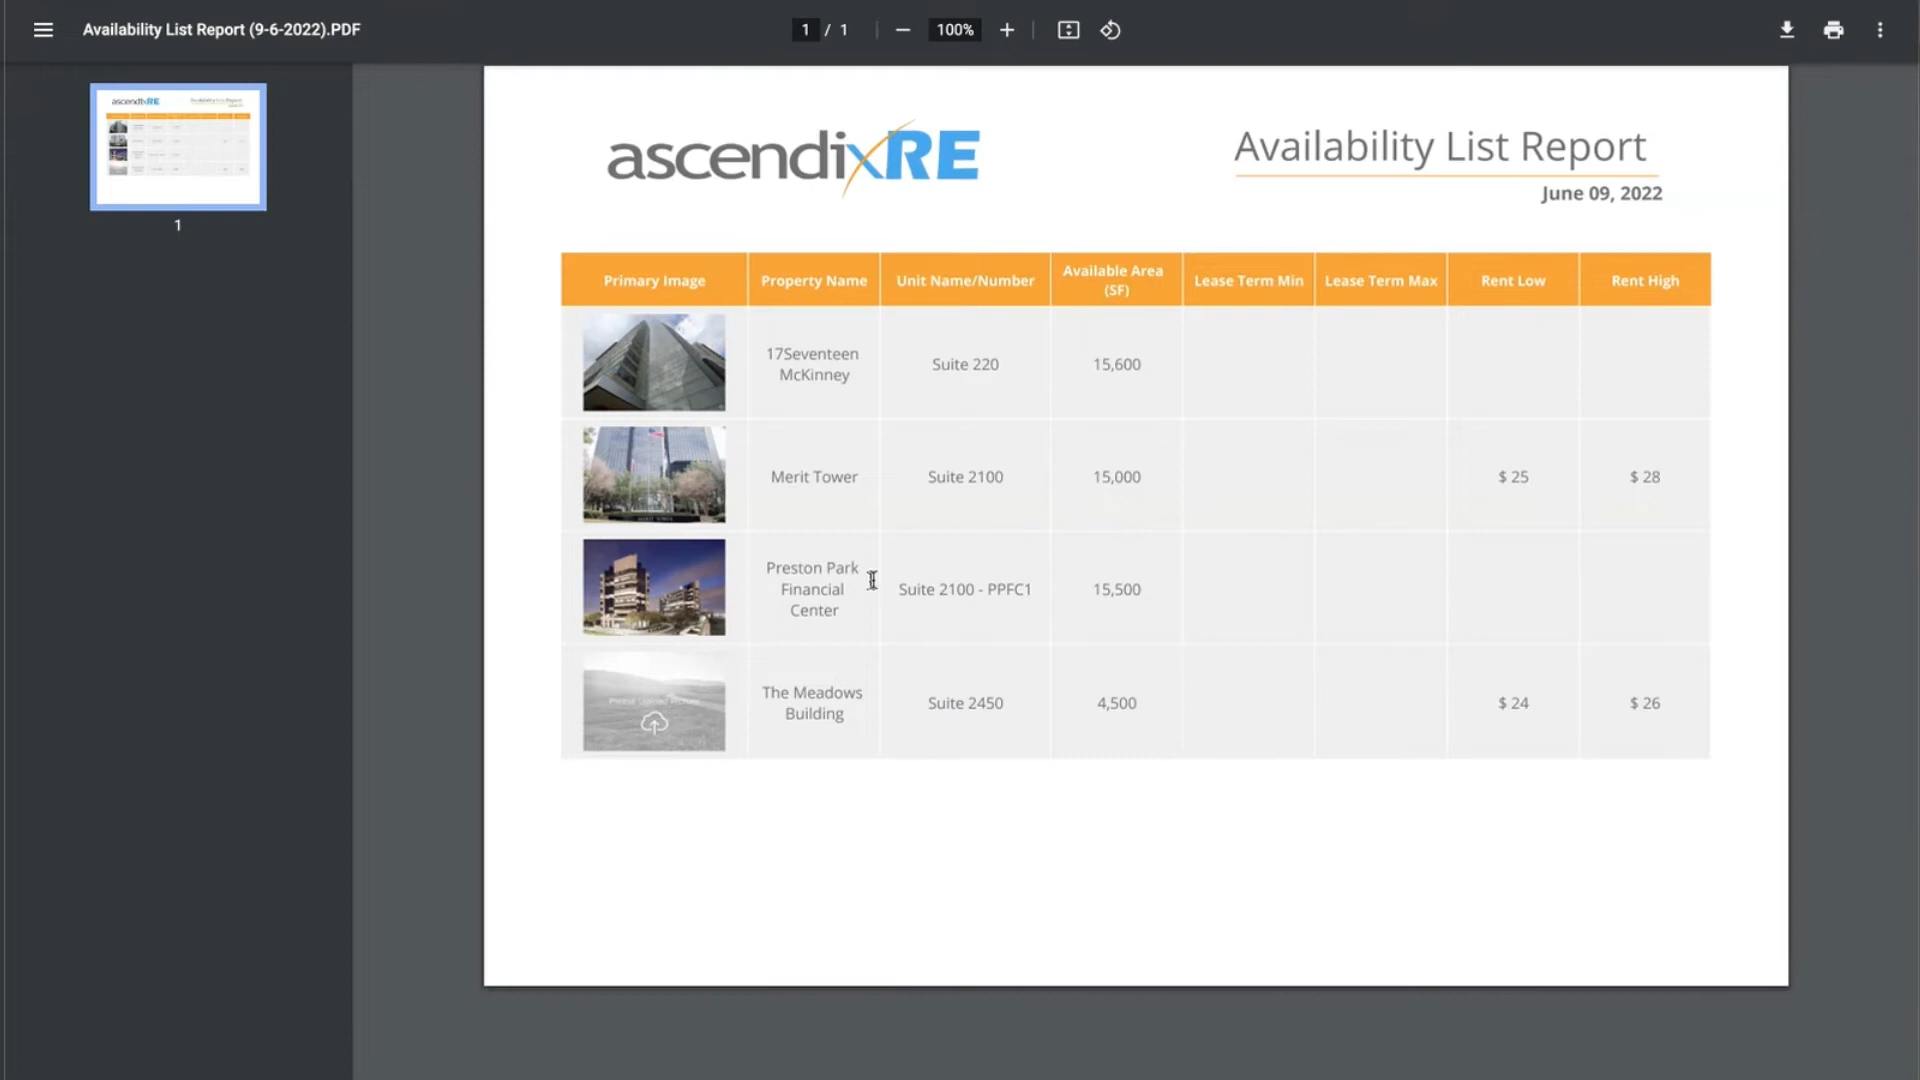 Availability List Report (9-6-2022).PDF
1 / 1
100%
1
ascendixRE
Availability List Report
June 09, 2022
Primary Image
Property Name
Unit Name/Number
Available Area
(SF)
Lease Term Min
Lease Term Max
Rent Low
Rent High
17Seventeen
McKinney
Suite 220
15,600
Merit Tower
Suite 2100
15,000
$ 25
$ 28
Preston Park
Financial
Center
Suite 2100 - PPFC1
15,500
Please Upload Picture
The Meadows
Building
Suite 2450
4,500
$ 24
$ 26